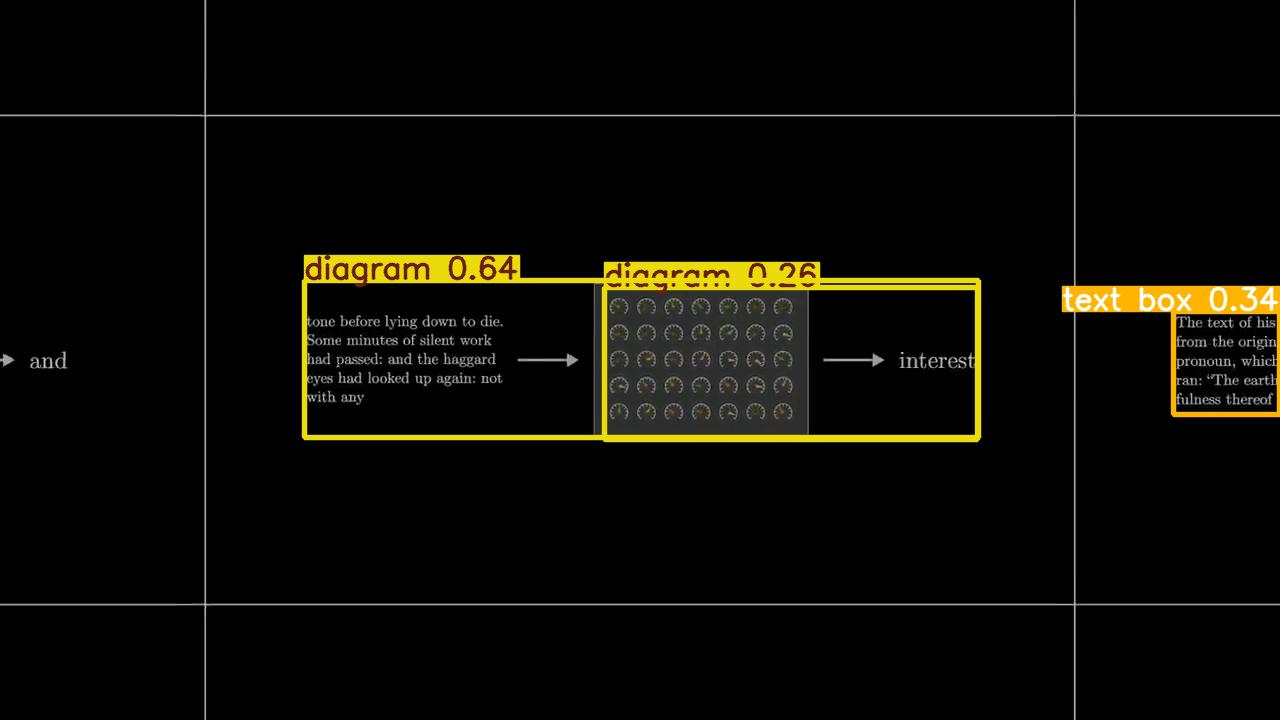 diagram 0.64
diagram 0.26
text box 0.34
and
tone before lying down to die.
Some minutes of silent work
had passed: and the haggard
eyes had looked up again: not
with any
interest
The text of his
from the origin
pronoun, which
ran: “The earth
fulness thereof